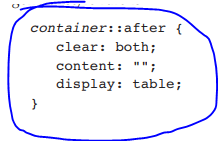 container::after {
clear: both;
content: "";
display: table;
}